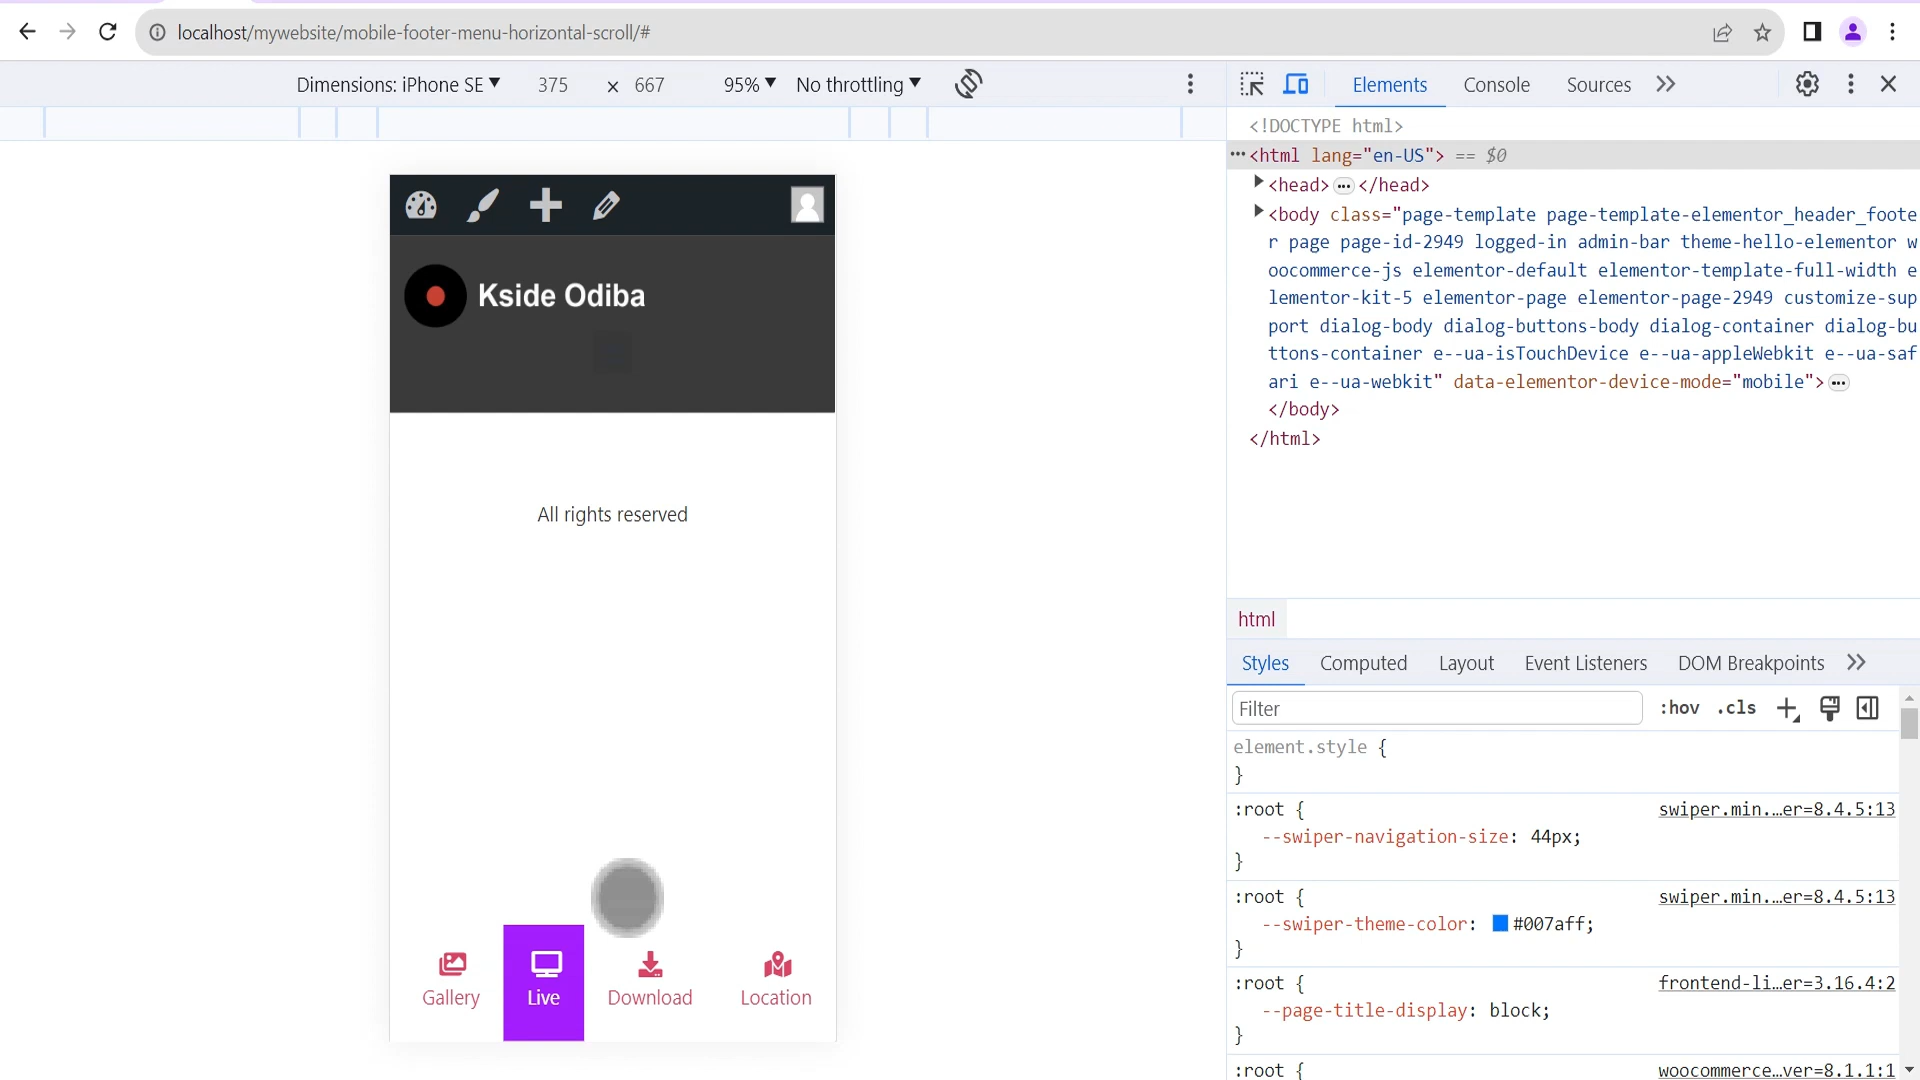 localhost/mywebsite/mobile-footer-menu-horizontal-scroll/#
Dimensions: iPhone SE 375 × 667 95% No throttling
Elements Console Sources
<!DOCTYPE html>
<html lang="en-US"> == $0
<head> ••• </head>
<body class="page-template page-template-elementor_header_foote
r page page-id-2949 logged-in admin-bar theme-hello-elementor w
oocommerce-js elementor-default elementor-template-full-width e
lementor-kit-5 elementor-page elementor-page-2949 customize-sup
port dialog-body dialog-buttons-body dialog-container dialog-bu
ttons-container e--ua-isTouchDevice e--ua-appleWebkit e--ua-saf
ari e--ua-webkit" data-elementor-device-mode="mobile"> •••
</body>
</html>
Kside Odiba
All rights reserved
Gallery Live Download Location
html
Styles Computed Layout Event Listeners DOM Breakpoints
Filter :hov .cls
element.style {
}
:root { swiper.min.…er=8.4.5:13
--swiper-navigation-size: 44px;
}
:root { swiper.min.…er=8.4.5:13
--swiper-theme-color: #007aff;
}
:root { frontend-li…er=3.16.4:2
--page-title-display: block;
}
:root { woocommerce…ver=8.1.1:1